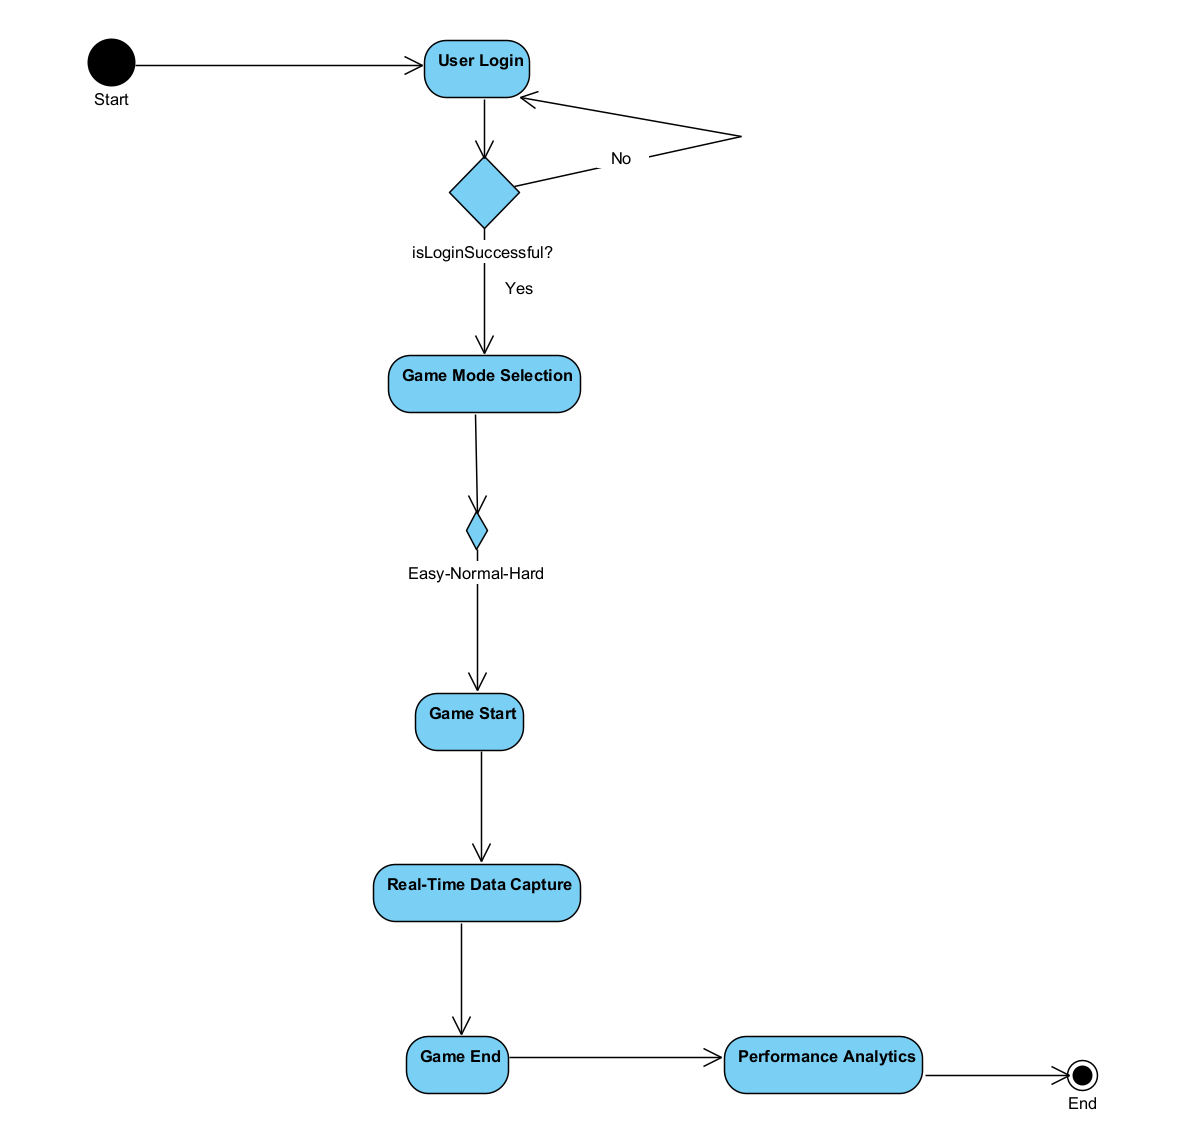 Start
User Login
No
isLoginSuccessful?
Yes
Game Mode Selection
Easy-Normal-Hard
Game Start
Real-Time Data Capture
Game End
Performance Analytics
End